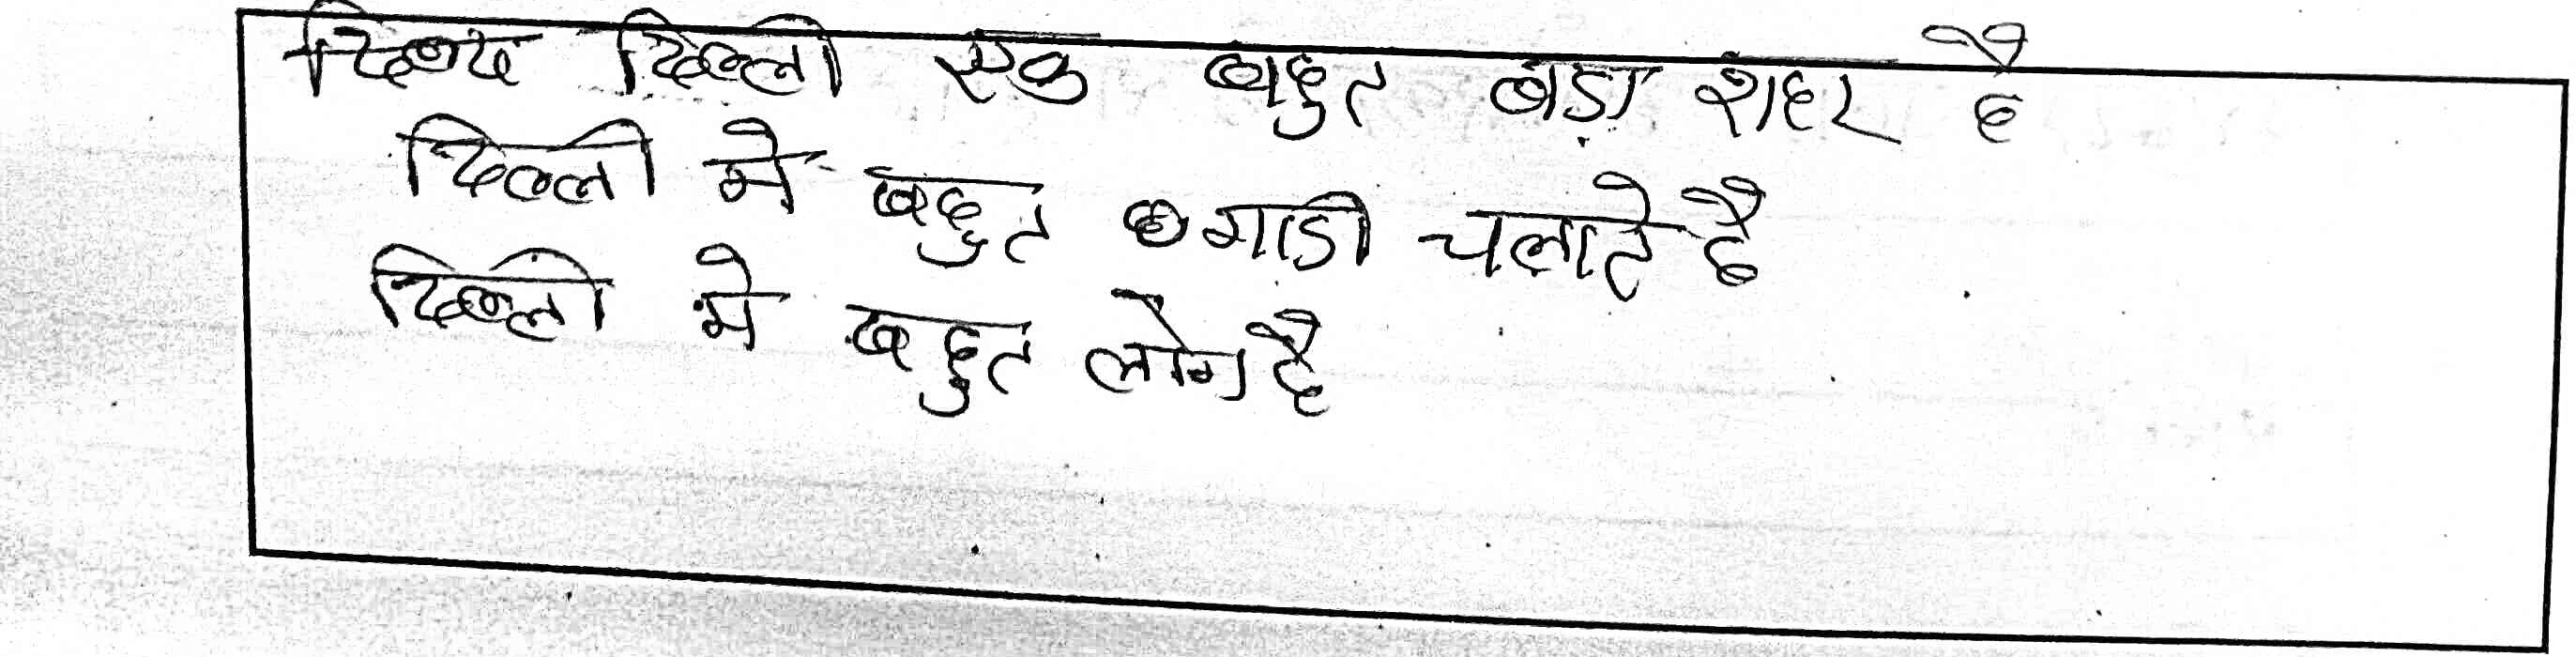 दिल्ली एक बहुत बड़ा शहर है
दिल्ली मे बहुत गाडी चलाते है
दिल्ली मे बहुत लोग है